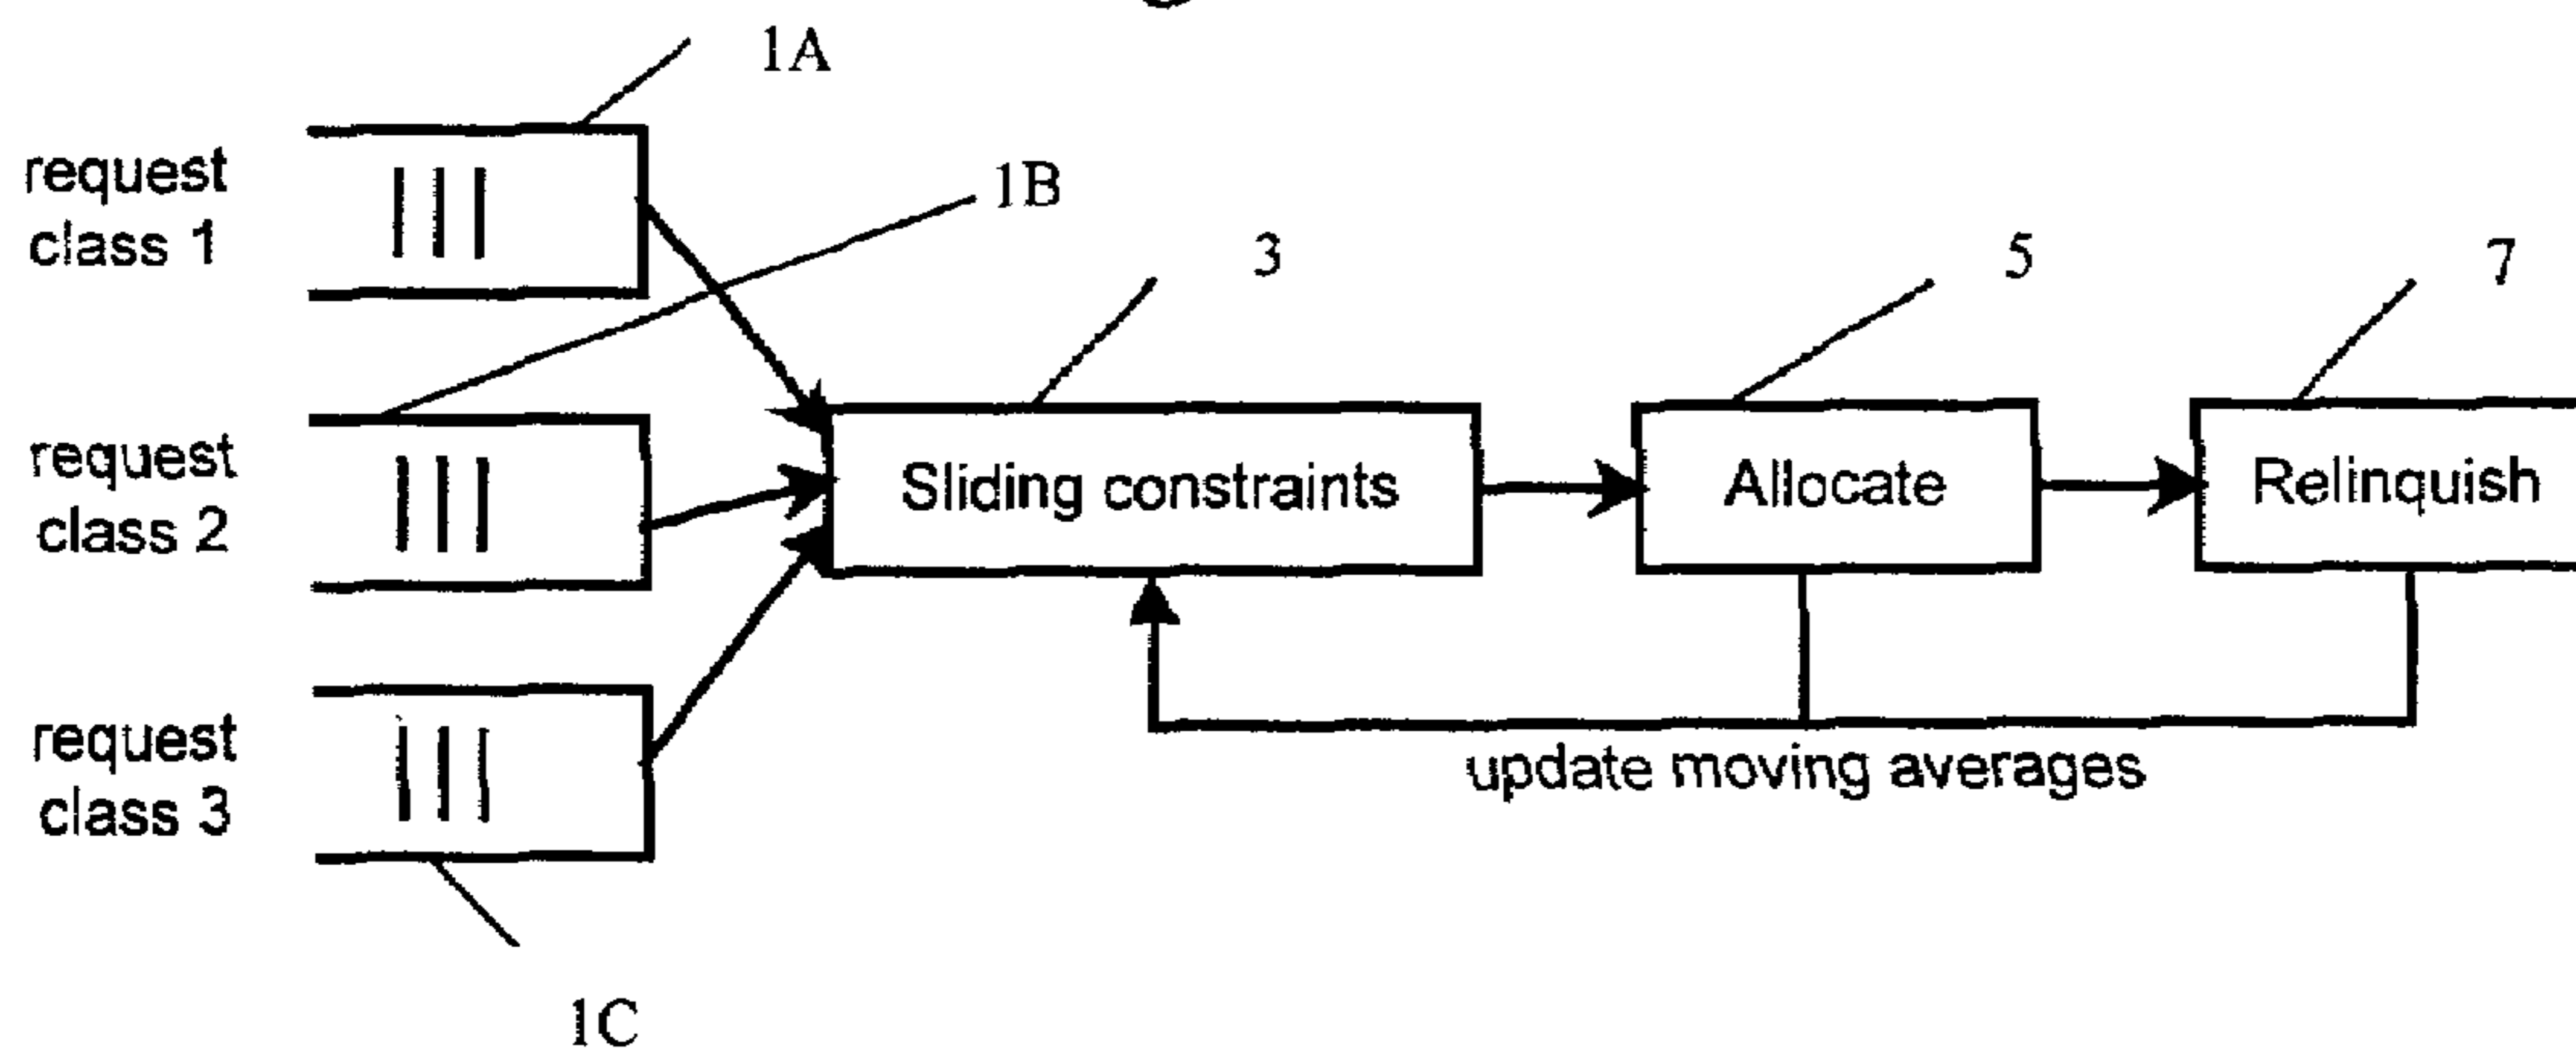 1A
request
class 1
1B
3
5
7
request
class 2
Sliding constraints
Allocate
Relinquish
request
class 3
update moving averages
1C